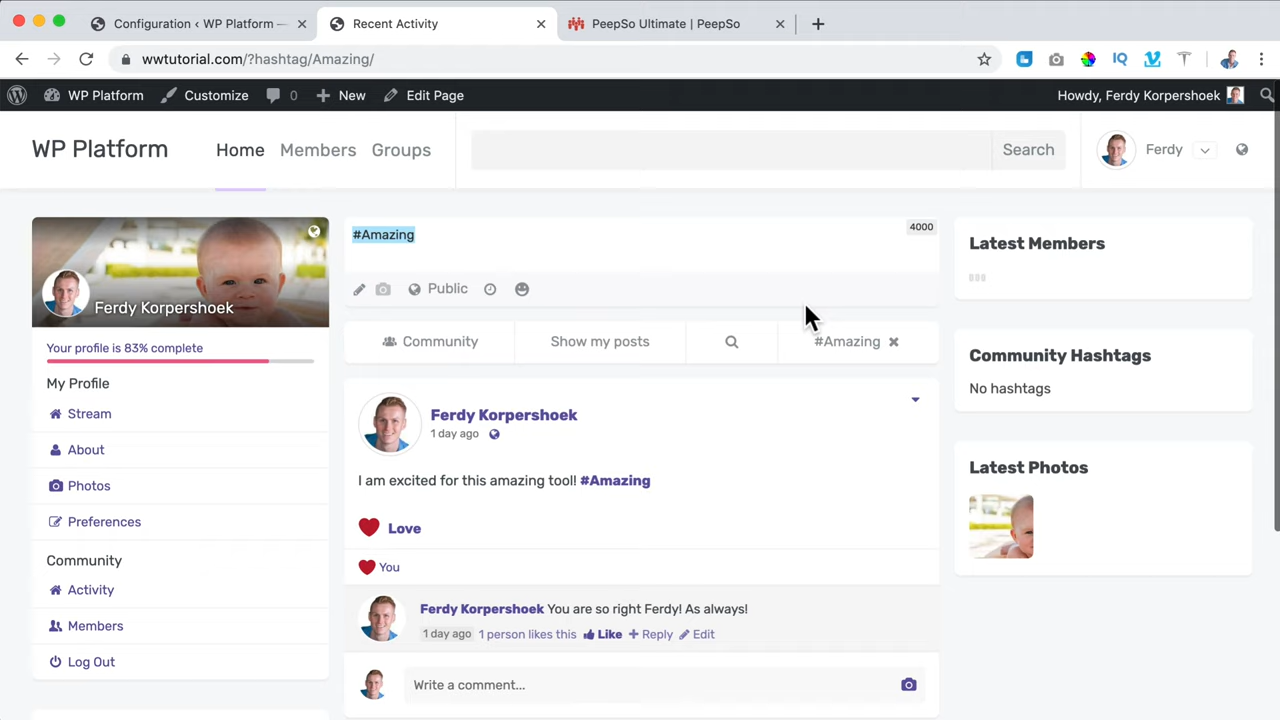 Configuration ‹ WP Platform —
Recent Activity
PeepSo Ultimate | PeepSo
wwtutorial.com/?hashtag/Amazing/
WP Platform
Customize
0
New
Edit Page
Howdy, Ferdy Korpershoek
WP Platform
Home
Members
Groups
Search
Ferdy
Ferdy Korpershoek
Your profile is 83% complete
My Profile
Stream
About
Photos
Preferences
Community
Activity
Members
Log Out
#Amazing
4000
Public
Community
Show my posts
#Amazing
Ferdy Korpershoek
1 day ago
I am excited for this amazing tool! #Amazing
Love
You
Ferdy Korpershoek You are so right Ferdy! As always!
1 day ago 1 person likes this Like Reply Edit
Write a comment...
Latest Members
Community Hashtags
No hashtags
Latest Photos